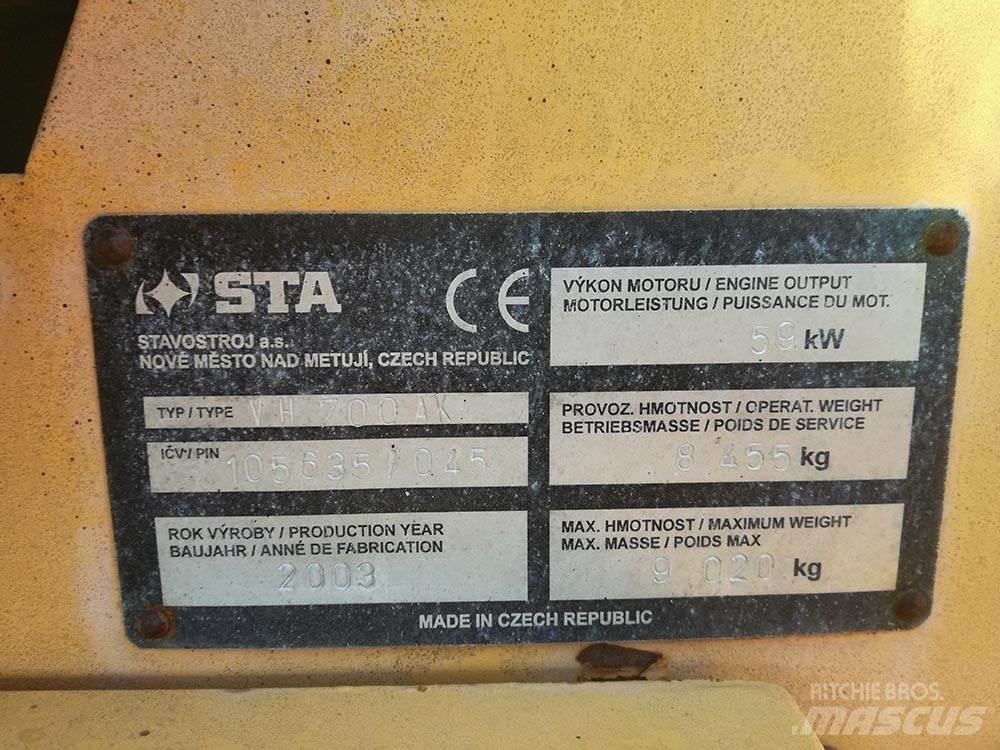 STA
CE
STAVOSTROJ a.s.
NOVÉ MĚSTO NAD METUJÍ, CZECH REPUBLIC
TYP / TYPE VH 700 AK
IČV / PIN 105635 / 045
ROK VÝROBY / PRODUCTION YEAR
BAUJAHR / ANNÉ DE FABRICATION
2003
VÝKON MOTORU / ENGINE OUTPUT
MOTORLEISTUNG / PUISSANCE DU MOT.
59 kW
PROVOZ. HMOTNOST / OPERAT. WEIGHT
BETRIEBSMASSE / POIDS DE SERVICE
8 455 kg
MAX. HMOTNOST / MAXIMUM WEIGHT
MAX. MASSE / POIDS MAX
9 020 kg
MADE IN CZECH REPUBLIC
RITCHIE BROS.
MASCUS